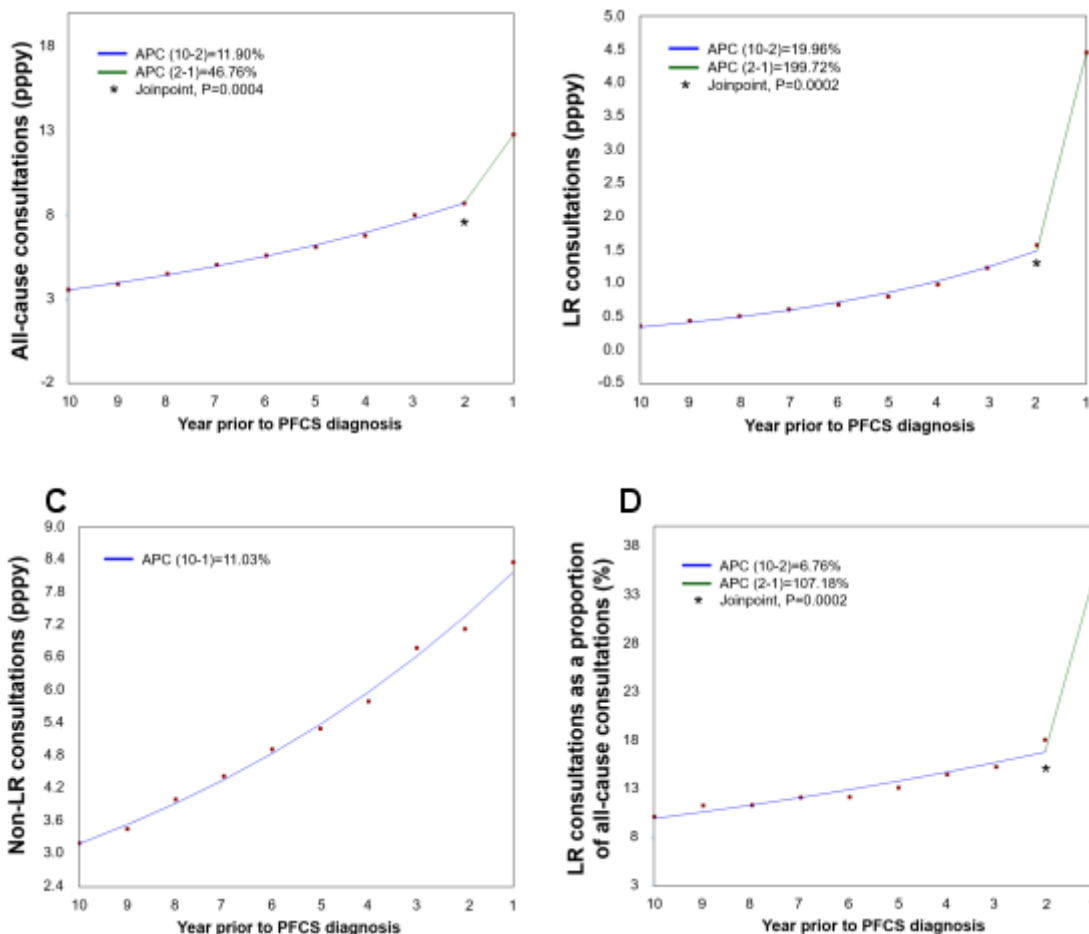 All-cause consultations (pppy)
18
13
8
3
-2
APC (10-2)=11.90%
APC (2-1)=46.76%
* Joinpoint, P=0.0004
*
10 9 8 7 6 5 4 3 2 1
Year prior to PFCS diagnosis
LR consultations (pppy)
5.0
4.5
4.0
3.5
3.0
2.5
2.0
1.5
1.0
0.5
0.0
-0.5
APC (10-2)=19.96%
APC (2-1)=199.72%
* Joinpoint, P=0.0002
*
10 9 8 7 6 5 4 3 2 1
Year prior to PFCS diagnosis
C
Non-LR consultations (pppy)
9.0
8.4
7.8
7.2
6.6
6.0
5.4
4.8
4.2
3.6
3.0
2.4
APC (10-1)=11.03%
10 9 8 7 6 5 4 3 2 1
Year prior to PFCS diagnosis
D
LR consultations as a proportion
of all-cause consultations (%)
38
33
28
23
18
13
8
3
APC (10-2)=6.76%
APC (2-1)=107.18%
* Joinpoint, P=0.0002
*
10 9 8 7 6 5 4 3 2
Year prior to PFCS diagnosis